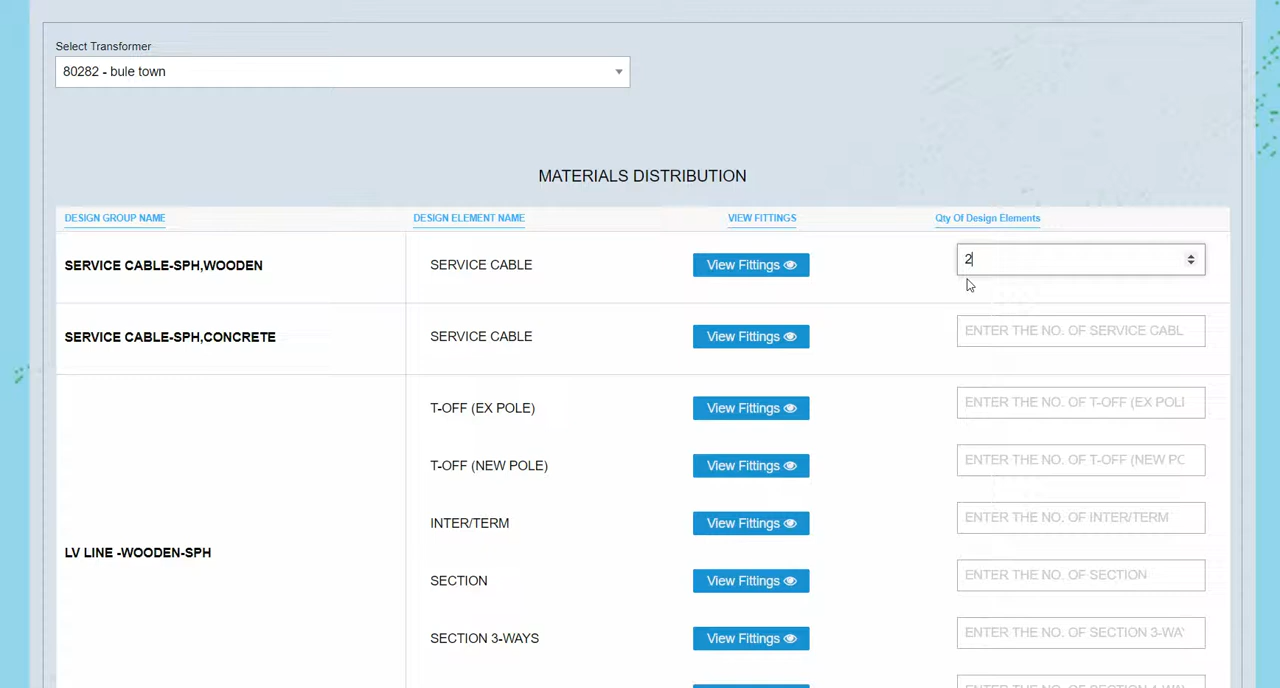 Select Transformer
80282 - bule town
MATERIALS DISTRIBUTION
DESIGN GROUP NAME DESIGN ELEMENT NAME VIEW FITTINGS Qty Of Design Elements
SERVICE CABLE-SPH,WOODEN SERVICE CABLE View Fittings 2
SERVICE CABLE-SPH,CONCRETE SERVICE CABLE View Fittings ENTER THE NO. OF SERVICE CABL
T-OFF (EX POLE) View Fittings ENTER THE NO. OF T-OFF (EX POLI
T-OFF (NEW POLE) View Fittings ENTER THE NO. OF T-OFF (NEW PC
INTER/TERM View Fittings ENTER THE NO. OF INTER/TERM
LV LINE -WOODEN-SPH
SECTION View Fittings ENTER THE NO. OF SECTION
SECTION 3-WAYS View Fittings ENTER THE NO. OF SECTION 3-WA